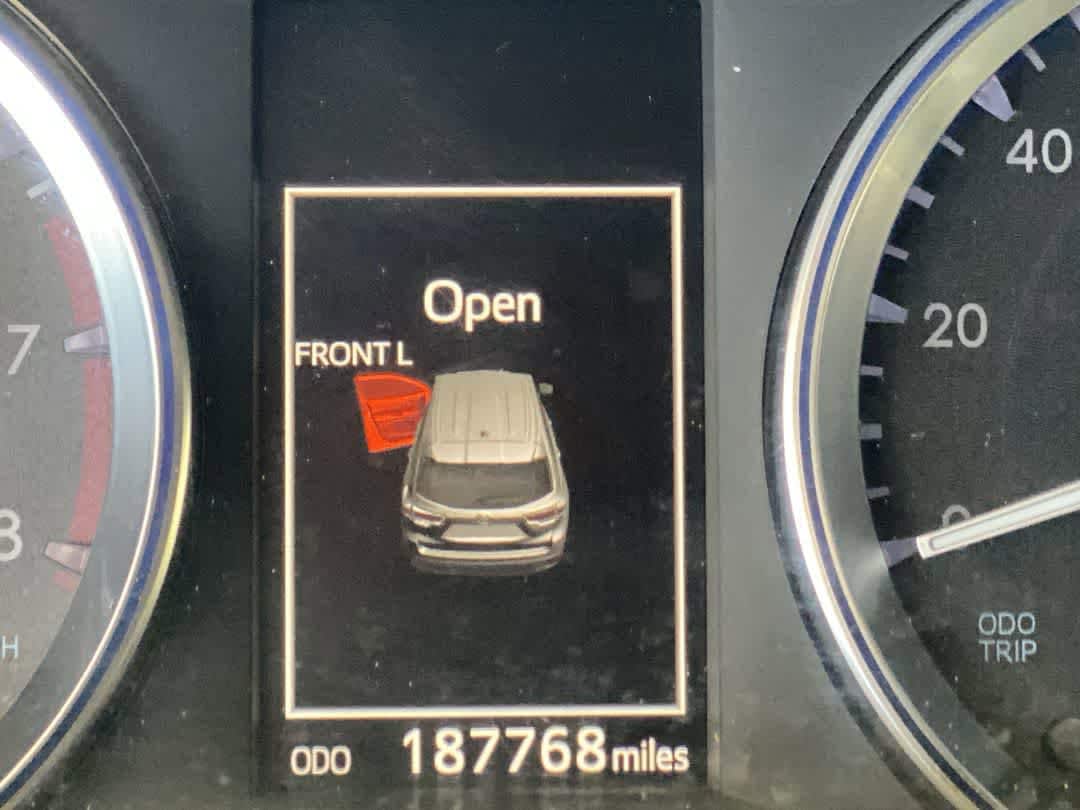 Open
FRONT L
ODO 187768 miles
7
8
H
40
20
0
ODO
TRIP